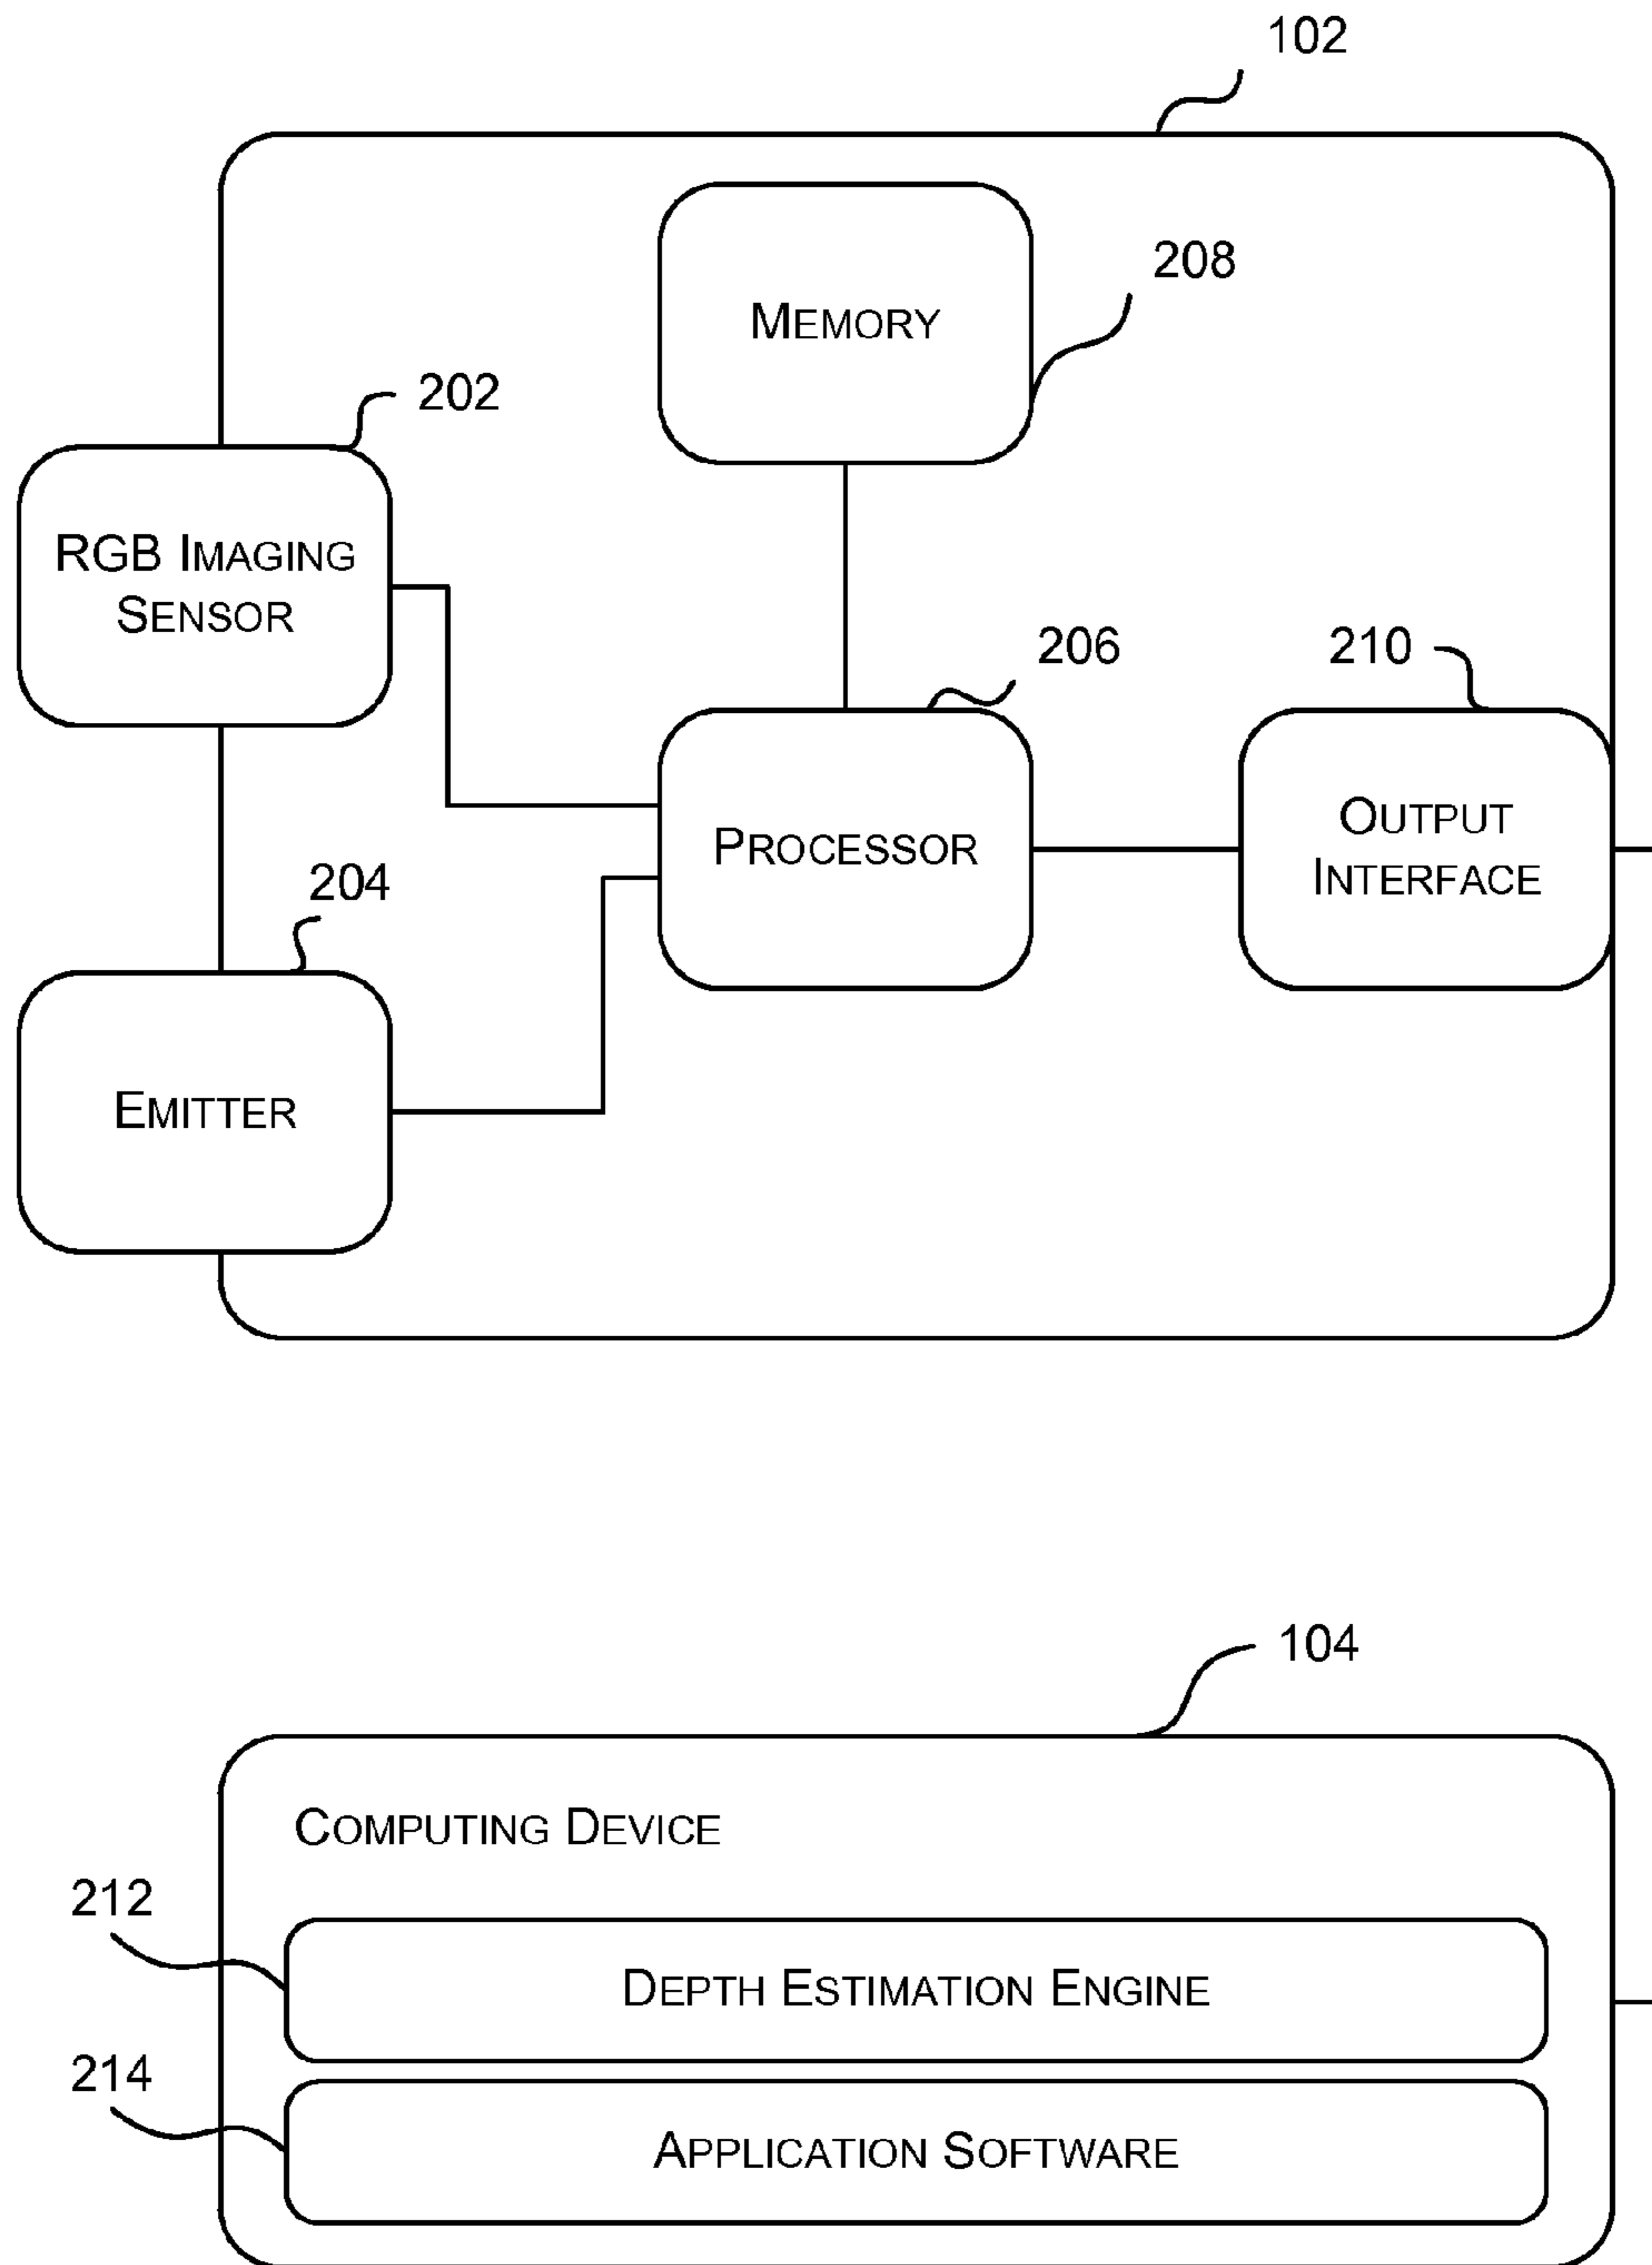 102
MEMORY
208
202
RGB IMAGING
SENSOR
206
210
PROCESSOR
OUTPUT
INTERFACE
204
EMITTER
104
COMPUTING DEVICE
212
DEPTH ESTIMATION ENGINE
214
APPLICATION SOFTWARE